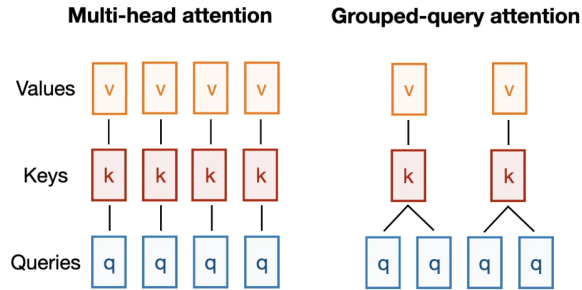 Multi-head attention Grouped-query attention
Values v v v v v v
Keys k k k k k k
Queries q q q q q q q q